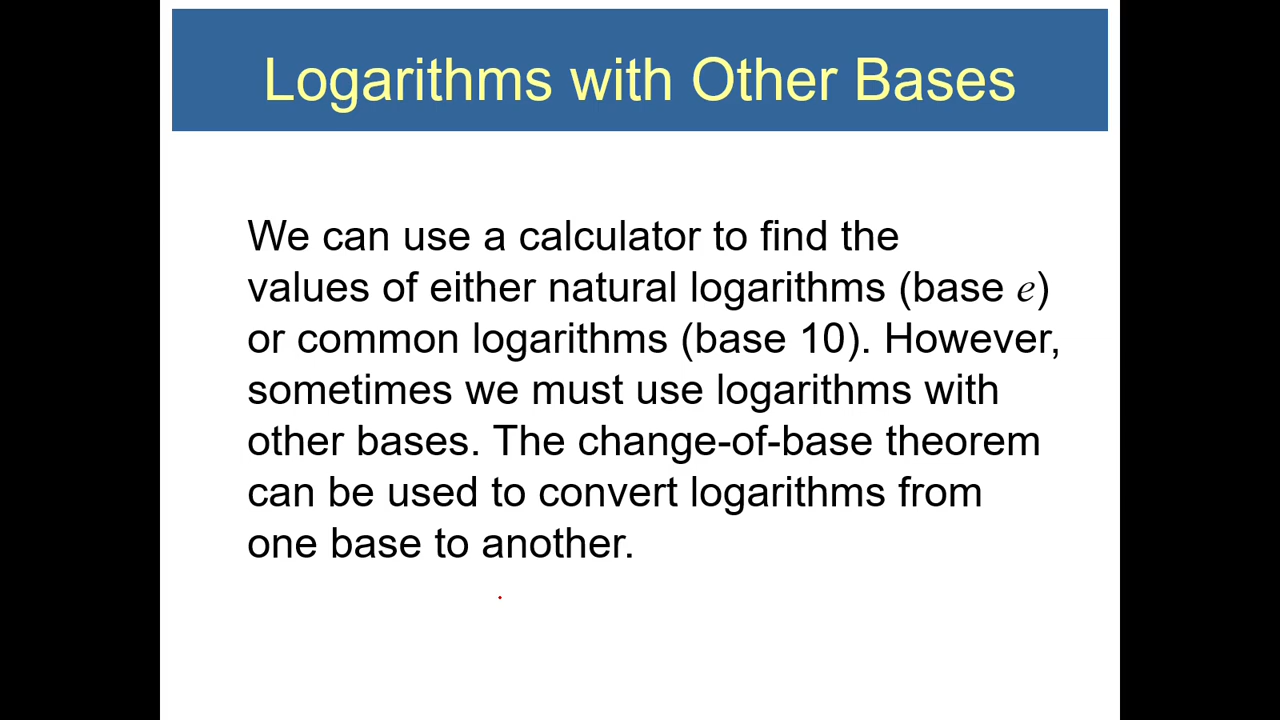 Logarithms with Other Bases
We can use a calculator to find the
values of either natural logarithms (base e)
or common logarithms (base 10). However,
sometimes we must use logarithms with
other bases. The change-of-base theorem
can be used to convert logarithms from
one base to another.